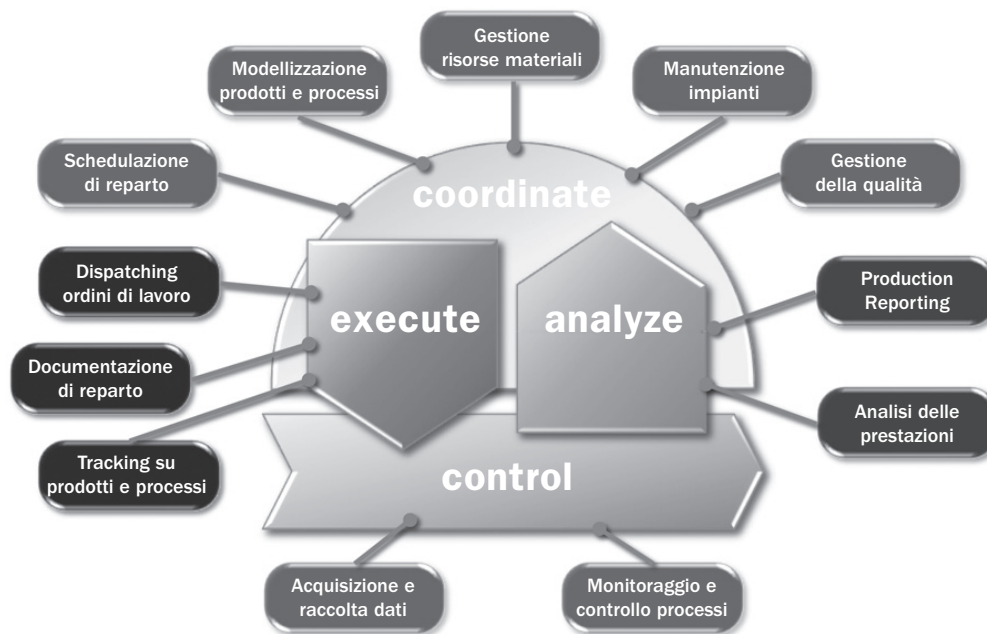 Gestione
risorse materiali
Modellizzazione
prodotti e processi
Manutenzione
impianti
Schedulazione
di reparto
Gestione
della qualità
coordinate
Dispatching
ordini di lavoro
Production
Reporting
execute
analyze
Documentazione
di reparto
Analisi delle
prestazioni
Tracking su
prodotti e processi
control
Acquisizione e
raccolta dati
Monitoraggio e
controllo processi